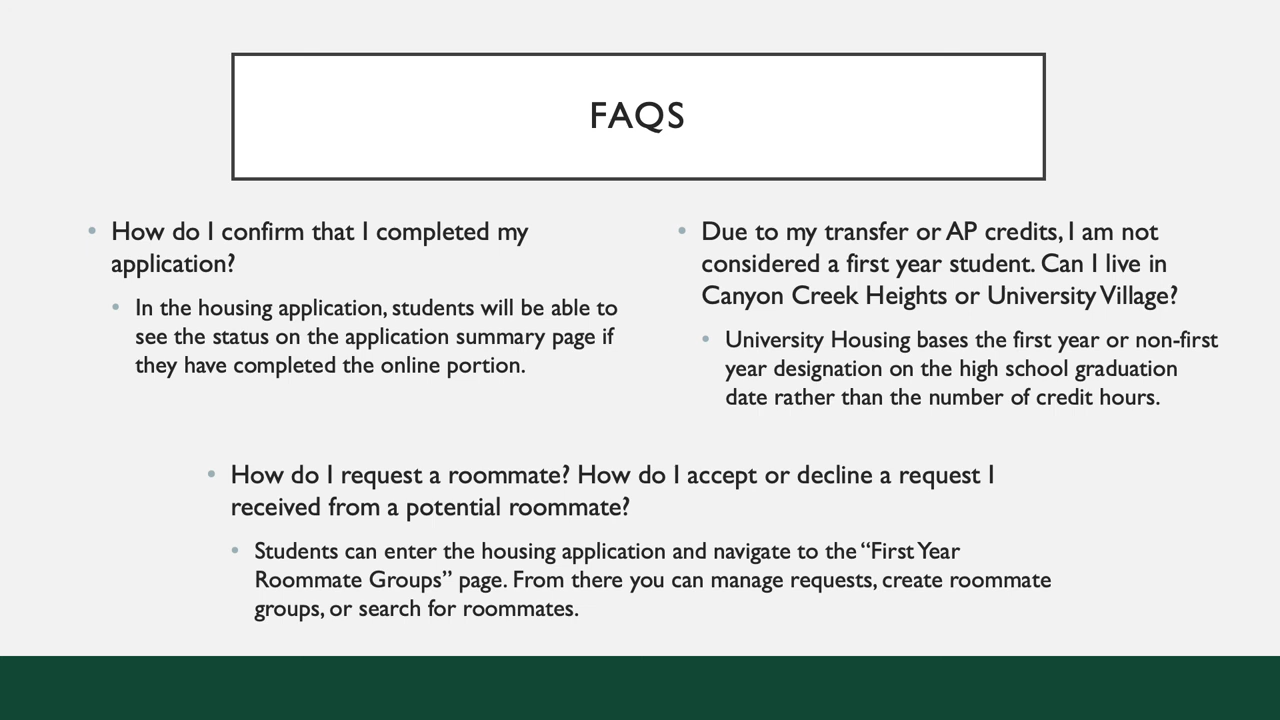 FAQS
• How do I confirm that I completed my
application?
• In the housing application, students will be able to
see the status on the application summary page if
they have completed the online portion.
• Due to my transfer or AP credits, I am not
considered a first year student. Can I live in
Canyon Creek Heights or University Village?
• University Housing bases the first year or non-first
year designation on the high school graduation
date rather than the number of credit hours.
• How do I request a roommate? How do I accept or decline a request I
received from a potential roommate?
• Students can enter the housing application and navigate to the “First Year
Roommate Groups” page. From there you can manage requests, create roommate
groups, or search for roommates.